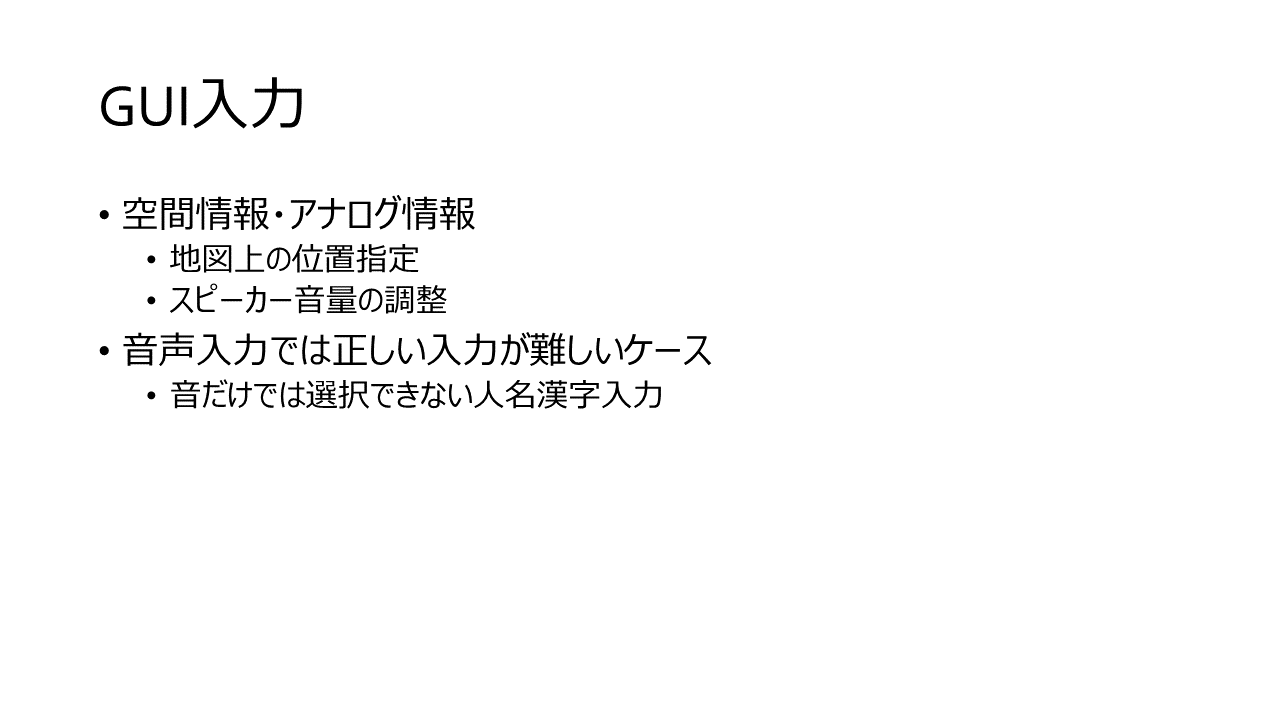 GUI入力
• 空間情報・アナログ情報
• 地図上の位置指定
• スピーカー音量の調整
• 音声入力では正しい入力が難しいケース
• 音だけでは選択できない人名漢字入力